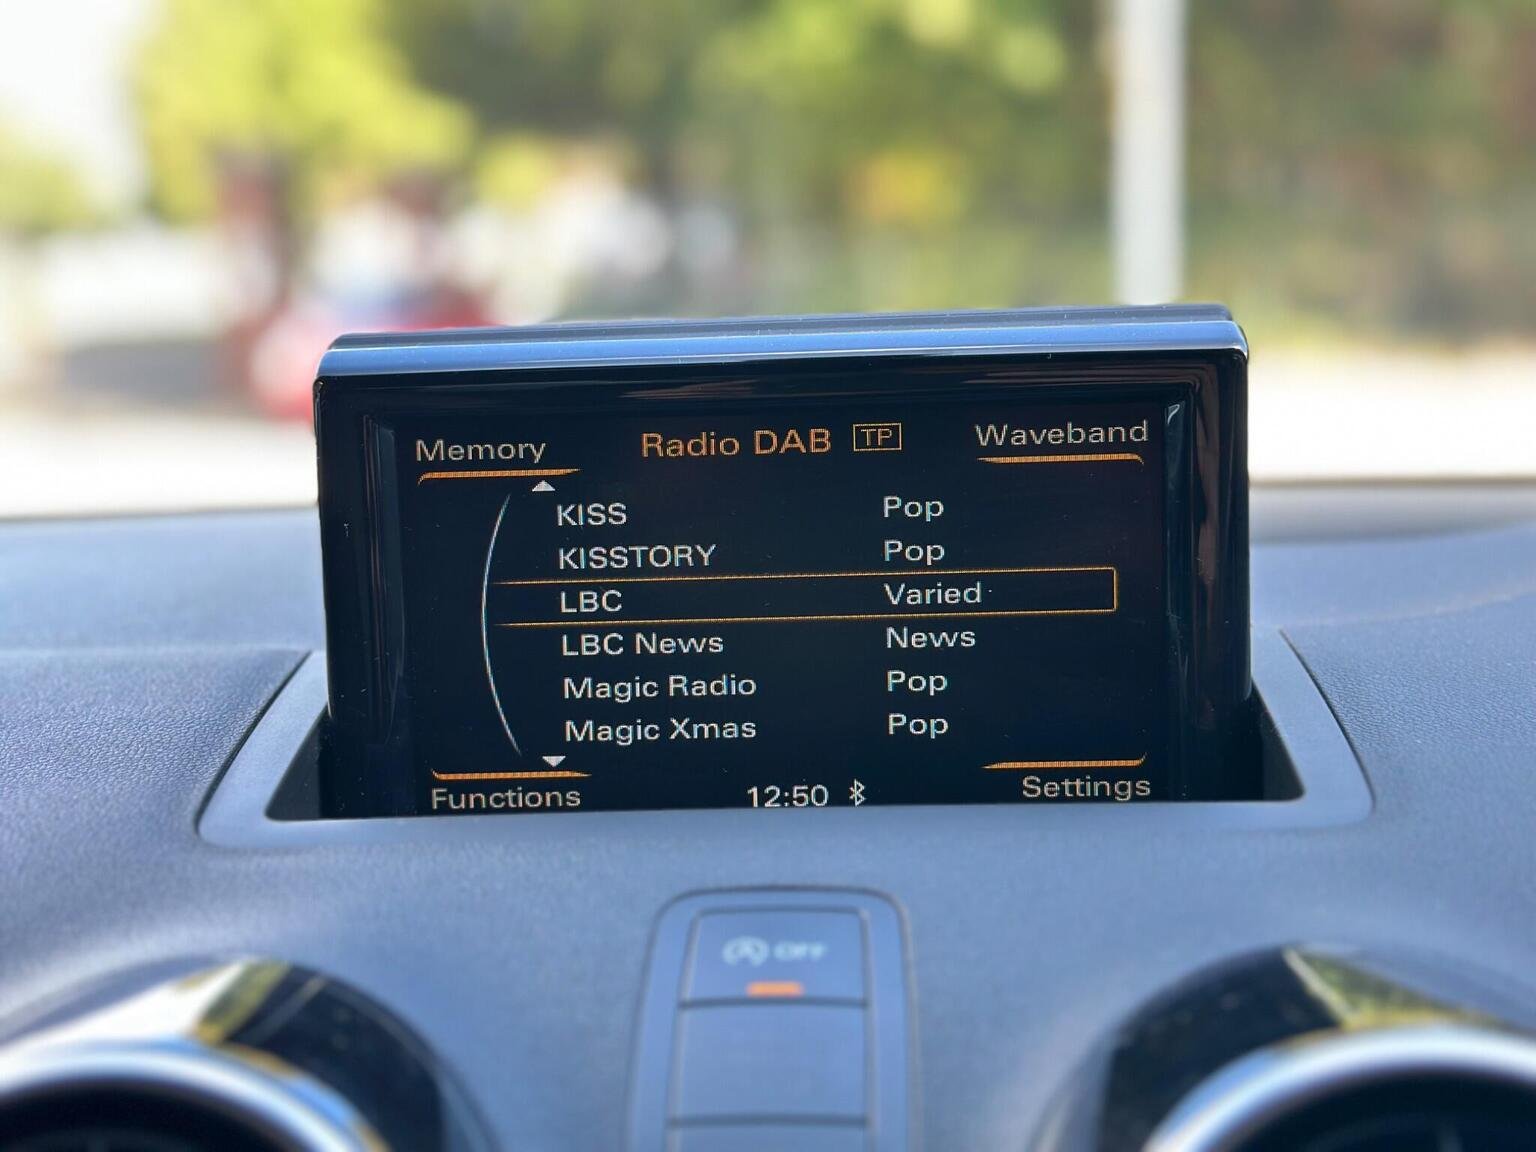 Memory Radio DAB TP Waveband
KISS Pop
KISSTORY Pop
LBC Varied
LBC News News
Magic Radio Pop
Magic Xmas Pop
Functions 12:50 Settings
OFF